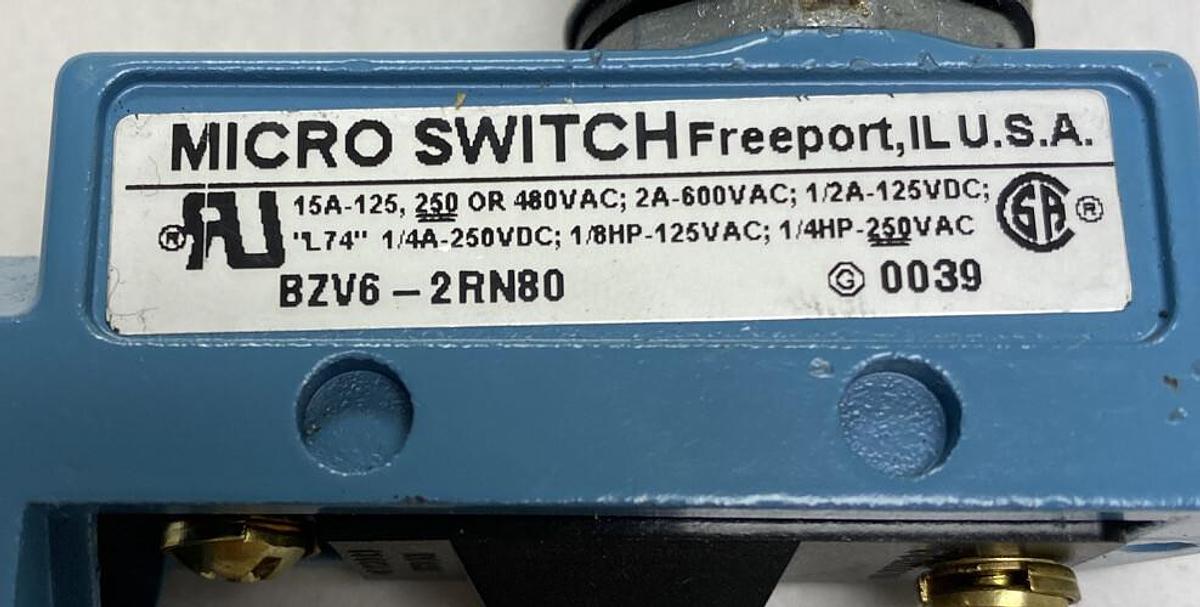 MICRO SWITCH Freeport, IL U.S.A.
15A-125, 250 OR 480VAC; 2A-600VAC; 1/2A-125VDC;
"L74" 1/4A-250VDC; 1/8HP-125VAC; 1/4HP-250VAC
BZV6-2RN80 G 0039